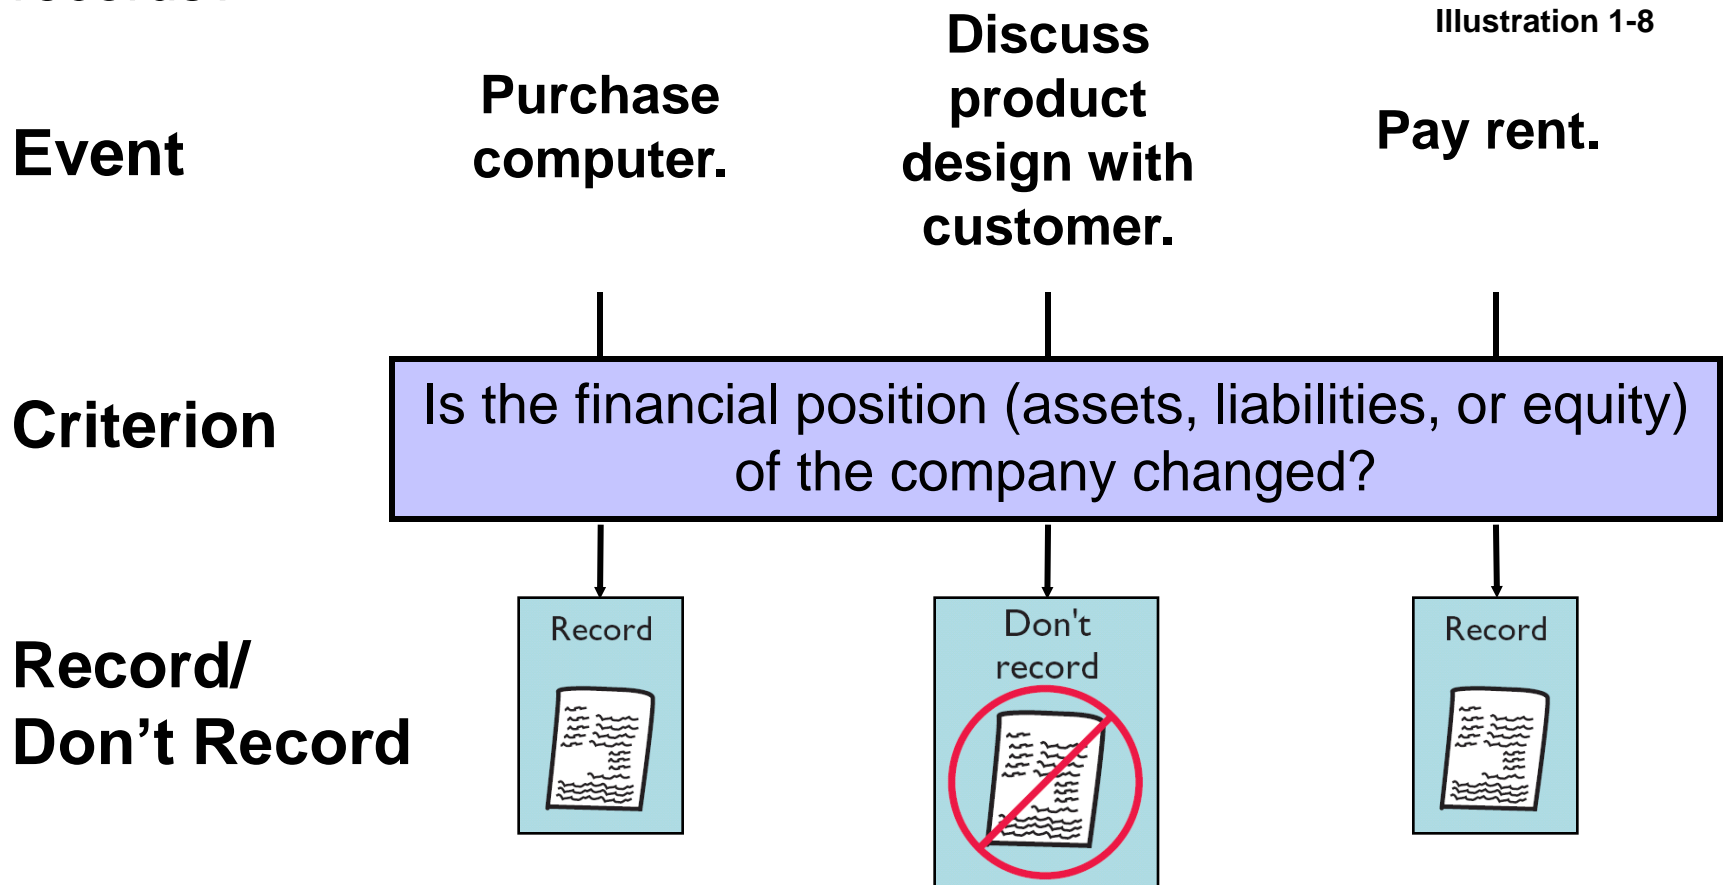 Illustration 1-8
Event
Purchase
computer.
Discuss
product
design with
customer.
Pay rent.
Criterion
Is the financial position (assets, liabilities, or equity)
of the company changed?
Record/
Don’t Record
Record
Don't
record
Record